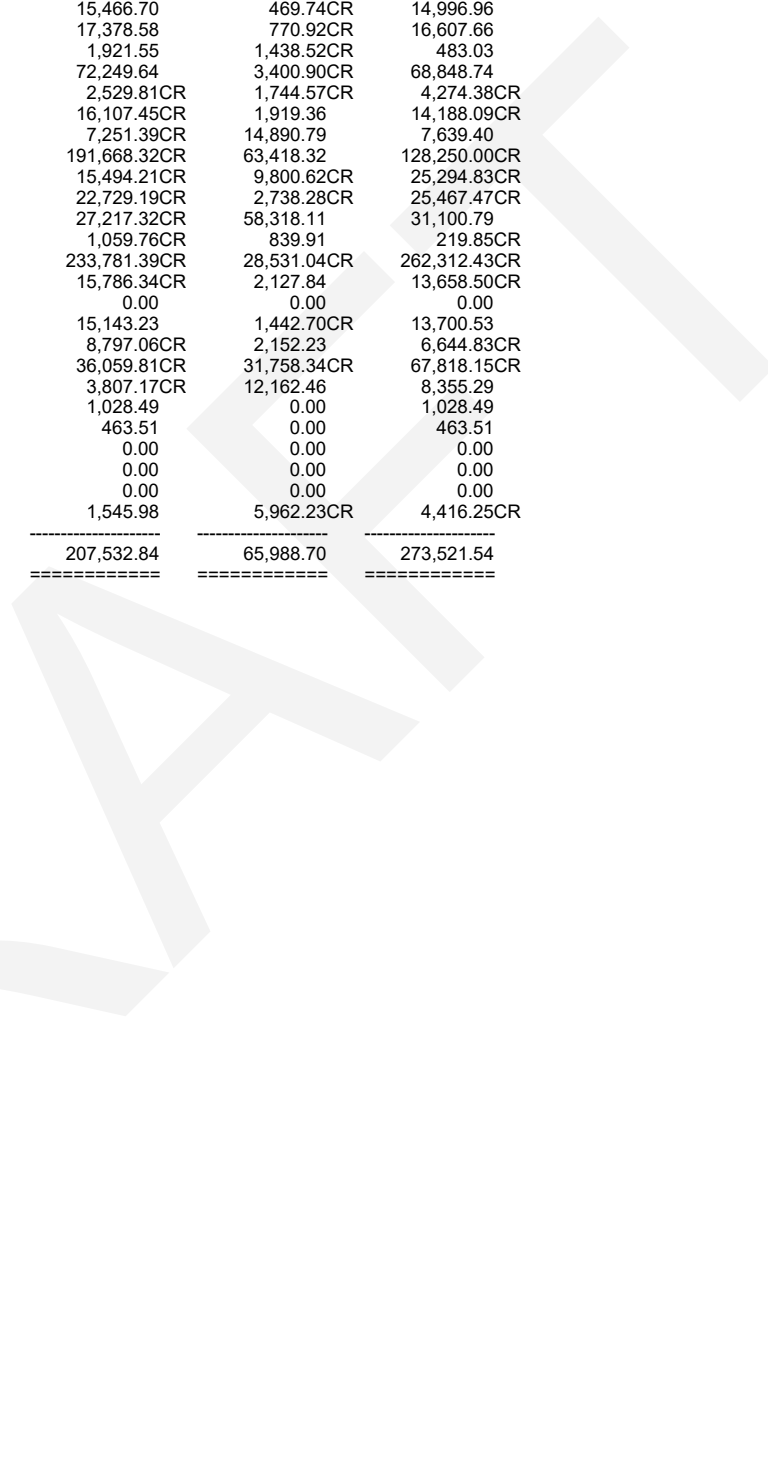 15,466.70 469.74CR 14,996.96
17,378.58 770.92CR 16,607.66
1,921.55 1,438.52CR 483.03
72,249.64 3,400.90CR 68,848.74
2,529.81CR 1,744.57CR 4,274.38CR
16,107.45CR 1,919.36 14,188.09CR
7,251.39CR 14,890.79 7,639.40
191,668.32CR 63,418.32 128,250.00CR
15,494.21CR 9,800.62CR 25,294.83CR
22,729.19CR 2,738.28CR 25,467.47CR
27,217.32CR 58,318.11 31,100.79
1,059.76CR 839.91 219.85CR
233,781.39CR 28,531.04CR 262,312.43CR
15,786.34CR 2,127.84 13,658.50CR
0.00 0.00 0.00
15,143.23 1,442.70CR 13,700.53
8,797.06CR 2,152.23 6,644.83CR
36,059.81CR 31,758.34CR 67,818.15CR
3,807.17CR 12,162.46 8,355.29
1,028.49 0.00 1,028.49
463.51 0.00 463.51
0.00 0.00 0.00
0.00 0.00 0.00
0.00 0.00 0.00
1,545.98 5,962.23CR 4,416.25CR
--------------------- --------------------- ---------------------
207,532.84 65,988.70 273,521.54
============ ============ ============